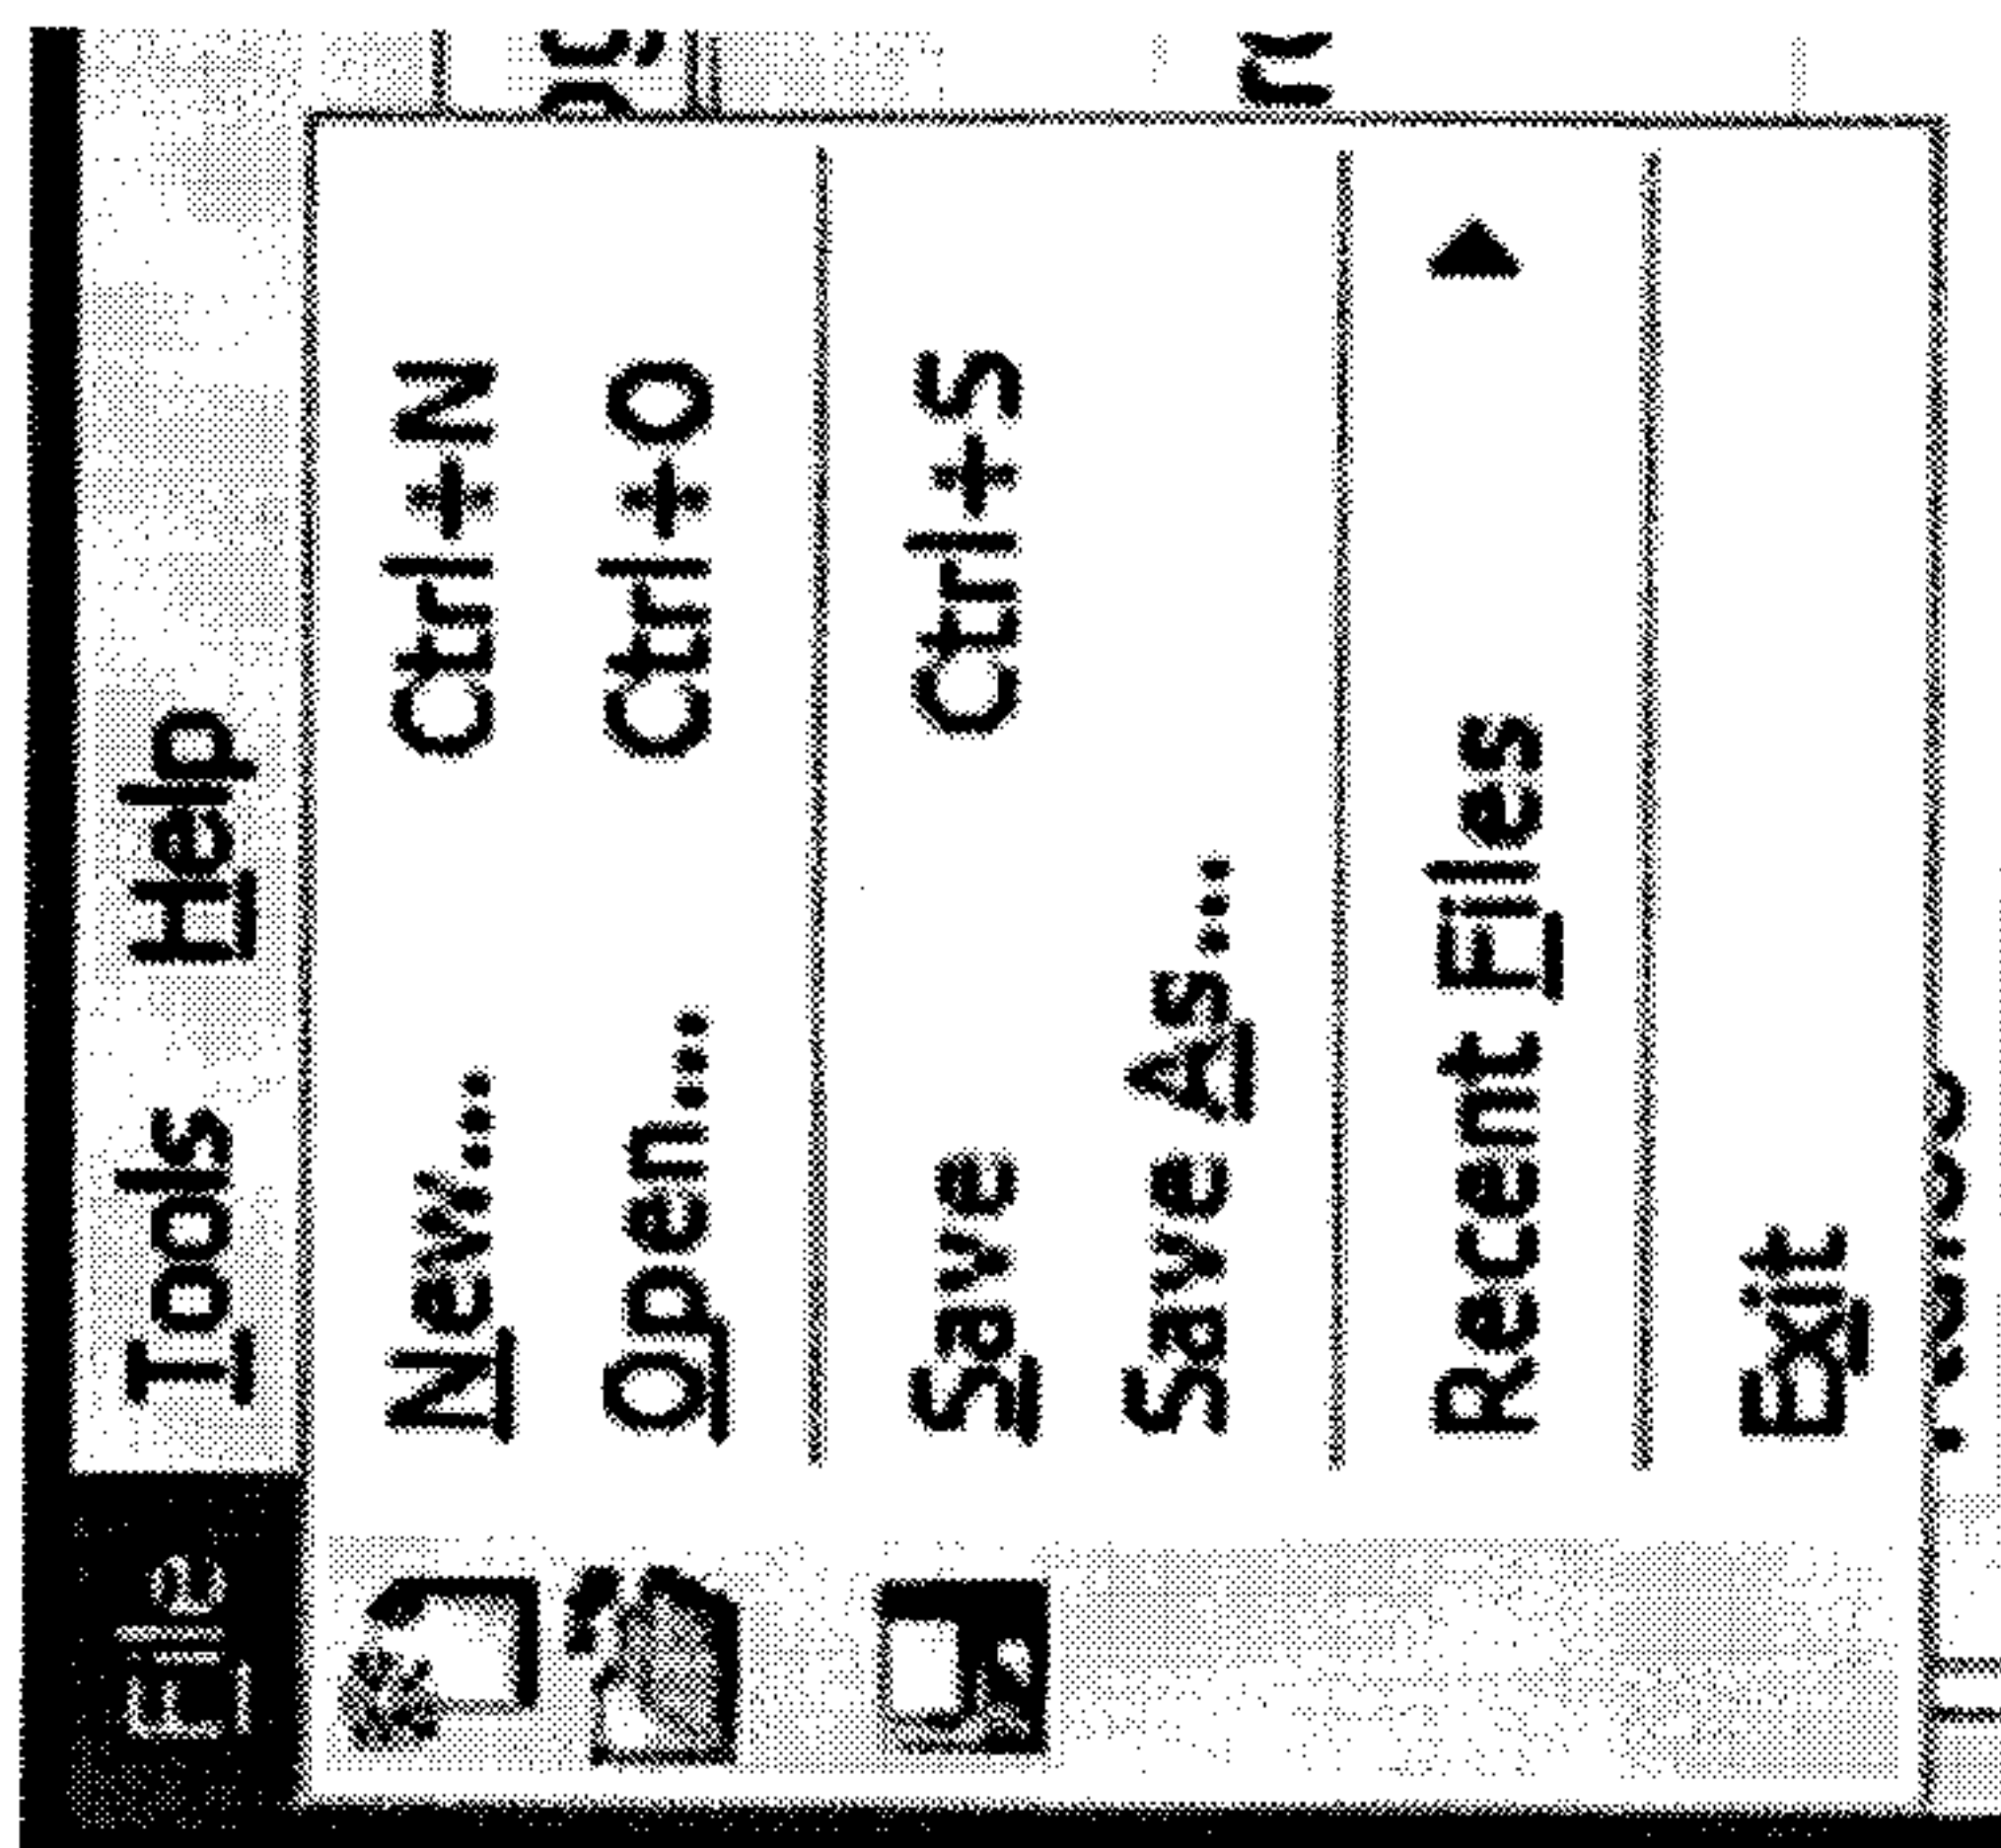 File Tools Help
New... Ctrl+N
Open... Ctrl+O
Save Ctrl+S
Save As...
Recent Files
Exit